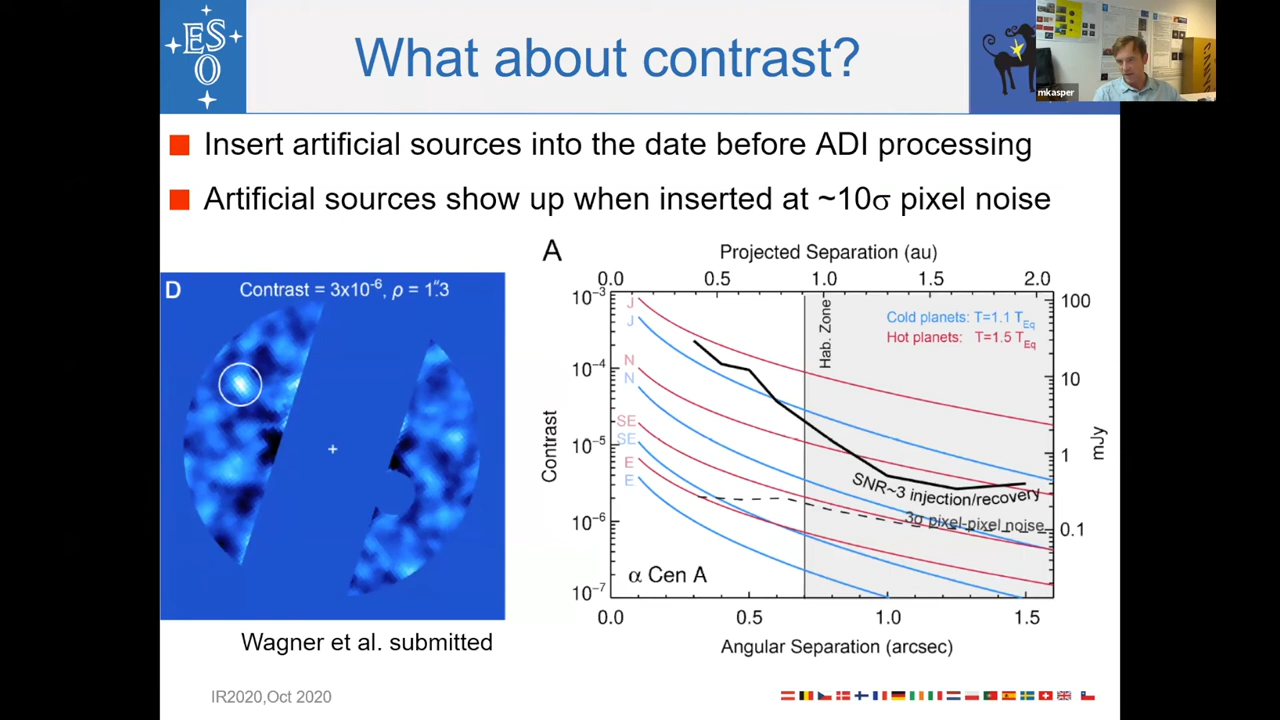 ESO
What about contrast?
mkasper
Insert artificial sources into the date before ADI processing
Artificial sources show up when inserted at ~10σ pixel noise
D
Contrast = 3x10⁻⁶, ρ = 1."3
Wagner et al. submitted
A
Projected Separation (au)
0.0 0.5 1.0 1.5 2.0
10⁻³
10⁻⁴
10⁻⁵
10⁻⁶
10⁻⁷
Contrast
J
J
N
N
SE
SE
E
E
Hab. Zone
Cold planets: T=1.1 T_Eq
Hot planets: T=1.5 T_Eq
SNR~3 injection/recovery
3σ pixel-pixel noise
α Cen A
100
10
1
0.1
mJy
0.0 0.5 1.0 1.5
Angular Separation (arcsec)
IR2020,Oct 2020